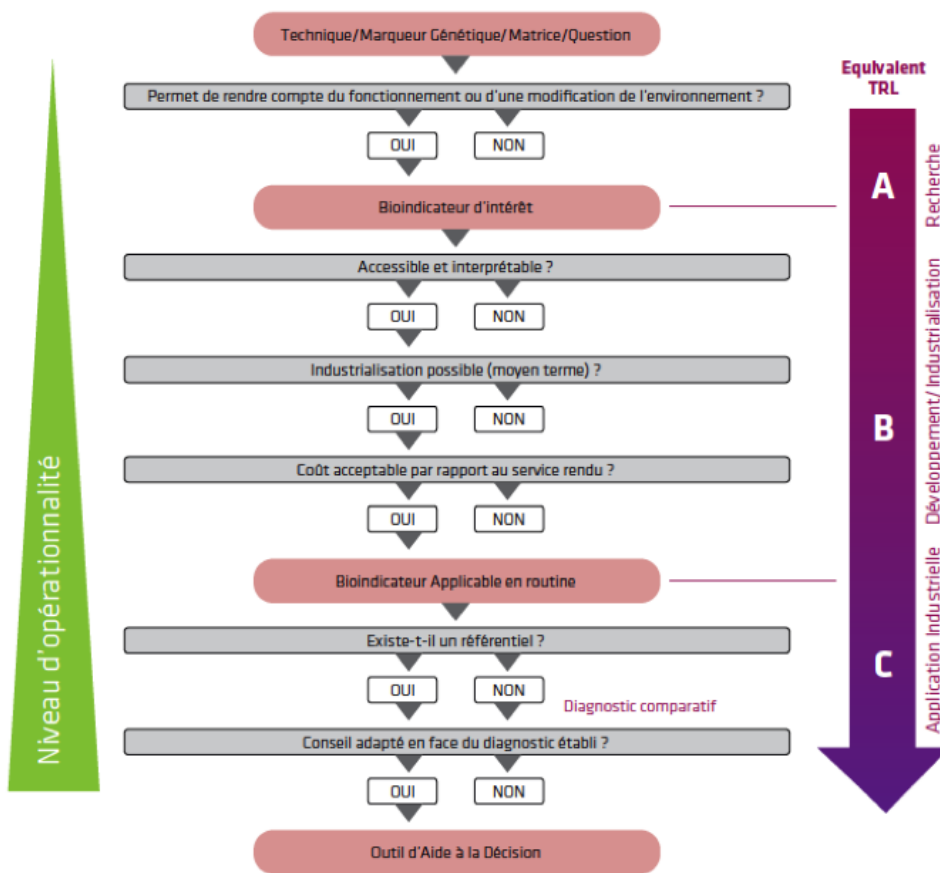 Technique/Marqueur Génétique/Matrice/Question
Equivalent
TRL
Permet de rendre compte du fonctionnement ou d'une modification de l'environnement ?
OUI
NON
A
Recherche
Bioindicateur d'intérêt
Accessible et interprétable ?
OUI
NON
Industrialisation possible (moyen terme) ?
OUI
NON
B
Développement/Industrialisation
Coût acceptable par rapport au service rendu ?
OUI
NON
Niveau d'opérationnalité
Bioindicateur Applicable en routine
Existe-t-il un référentiel ?
OUI
NON
C
Application Industrielle
Diagnostic comparatif
Conseil adapté en face du diagnostic établi ?
OUI
NON
Outil d'Aide à la Décision